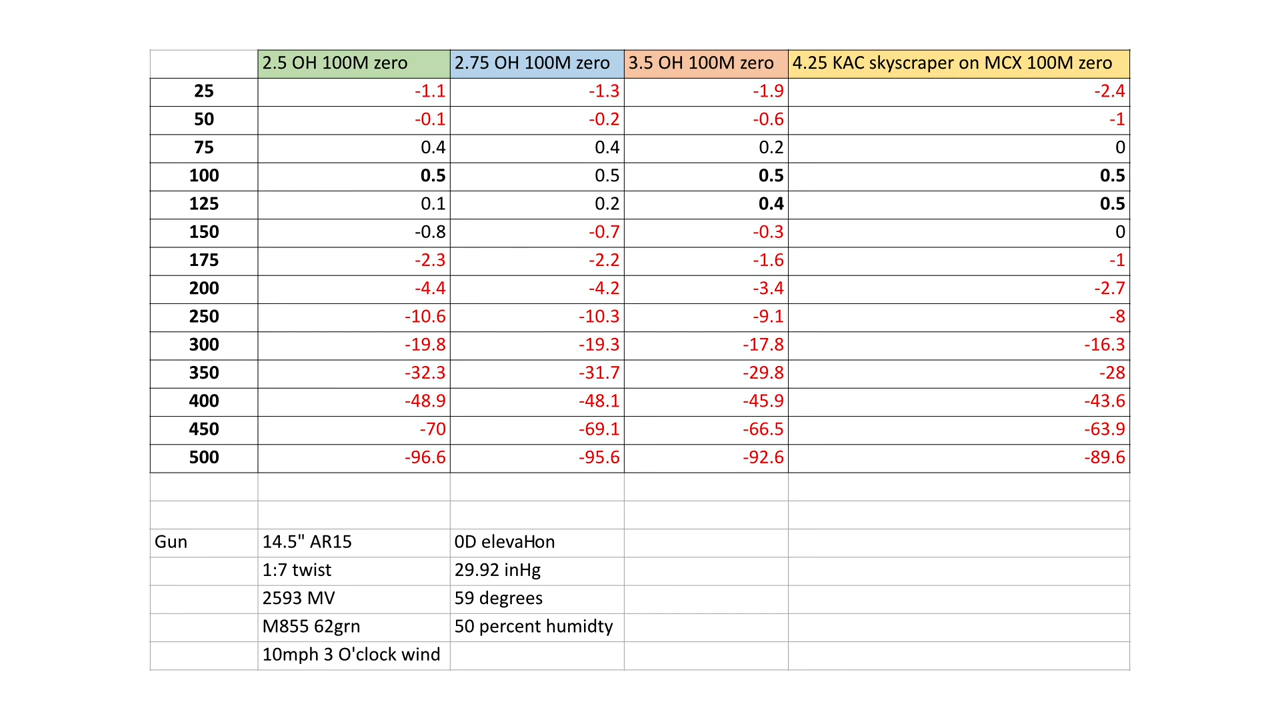 2.5 OH 100M zero 2.75 OH 100M zero 3.5 OH 100M zero 4.25 KAC skyscraper on MCX 100M zero
25 -1.1 -1.3 -1.9 -2.4
50 -0.1 -0.2 -0.6 -1
75 0.4 0.4 0.2 0
100 0.5 0.5 0.5 0.5
125 0.1 0.2 0.4 0.5
150 -0.8 -0.7 -0.3 0
175 -2.3 -2.2 -1.6 -1
200 -4.4 -4.2 -3.4 -2.7
250 -10.6 -10.3 -9.1 -8
300 -19.8 -19.3 -17.8 -16.3
350 -32.3 -31.7 -29.8 -28
400 -48.9 -48.1 -45.9 -43.6
450 -70 -69.1 -66.5 -63.9
500 -96.6 -95.6 -92.6 -89.6
Gun 14.5" AR15 0D elevaHon
1:7 twist 29.92 inHg
2593 MV 59 degrees
M855 62grn 50 percent humidty
10mph 3 O'clock wind